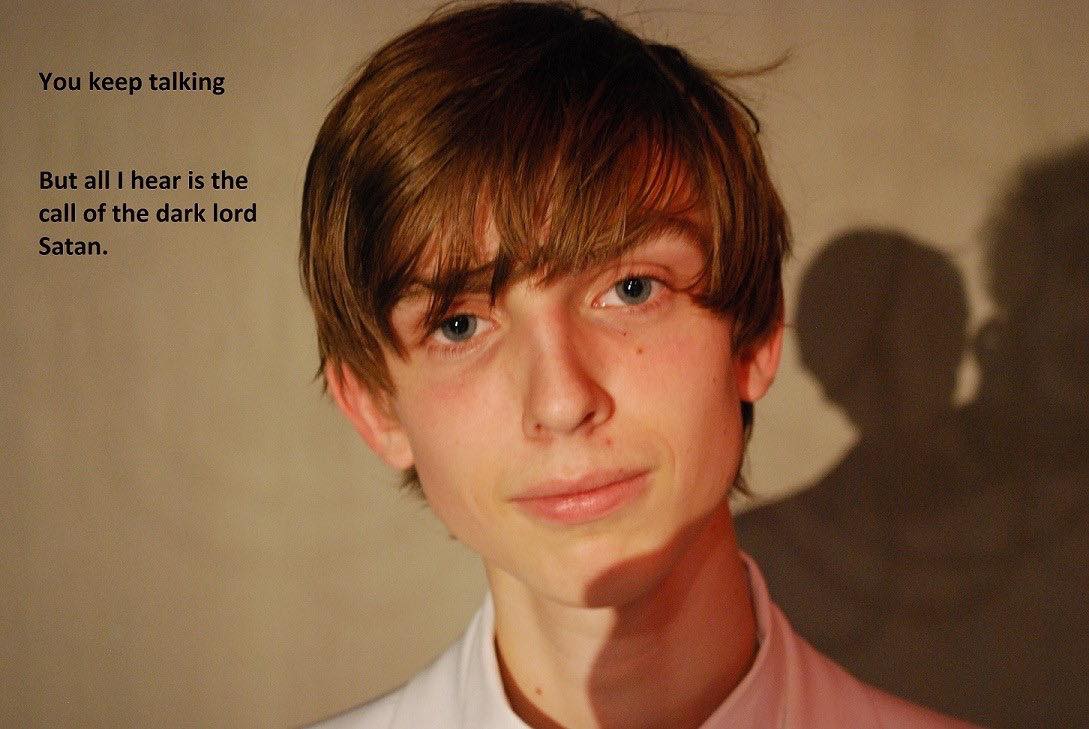 You keep talking
But all I hear is the
call of the dark lord
Satan.